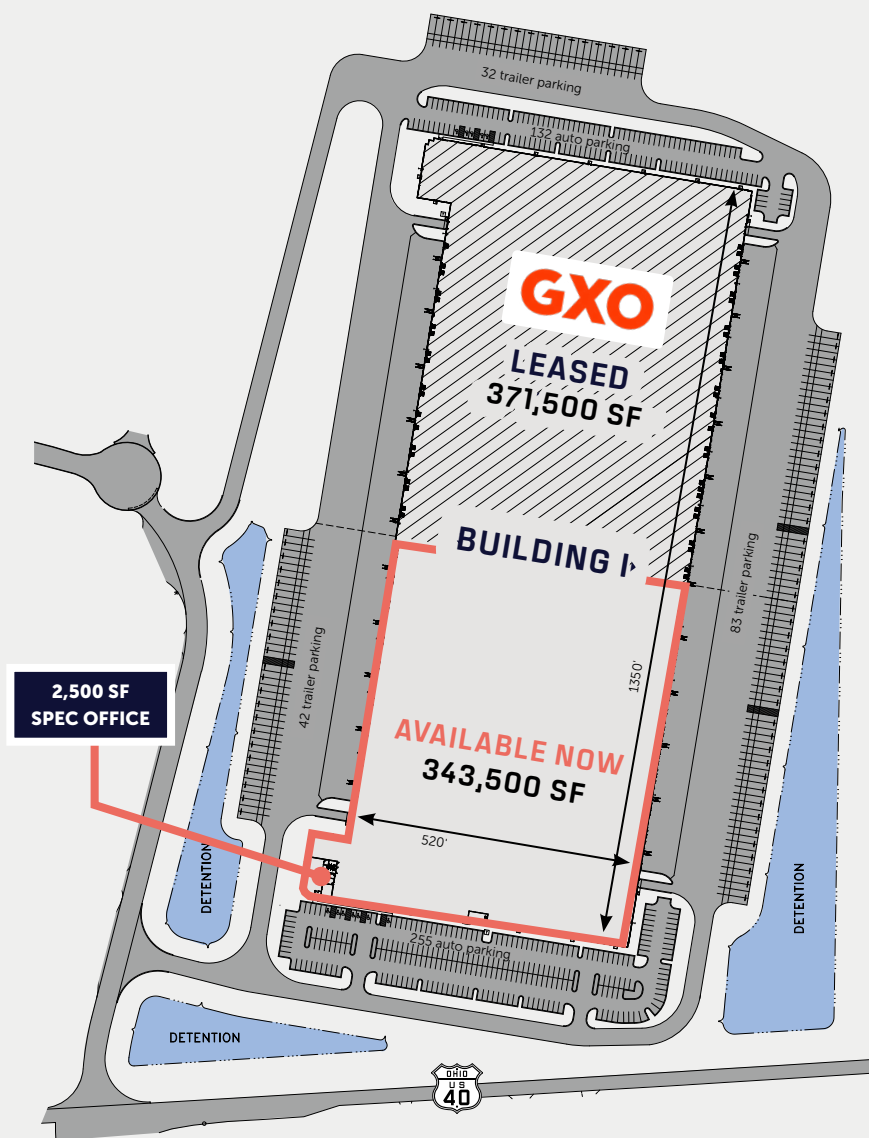 32 trailer parking
132 auto parking
GXO
LEASED
371,500 SF
BUILDING I
83 trailer parking
42 trailer parking
1350'
2,500 SF
SPEC OFFICE
AVAILABLE NOW
343,500 SF
520'
DETENTION
DETENTION
255 auto parking
DETENTION
OHIO
US
40